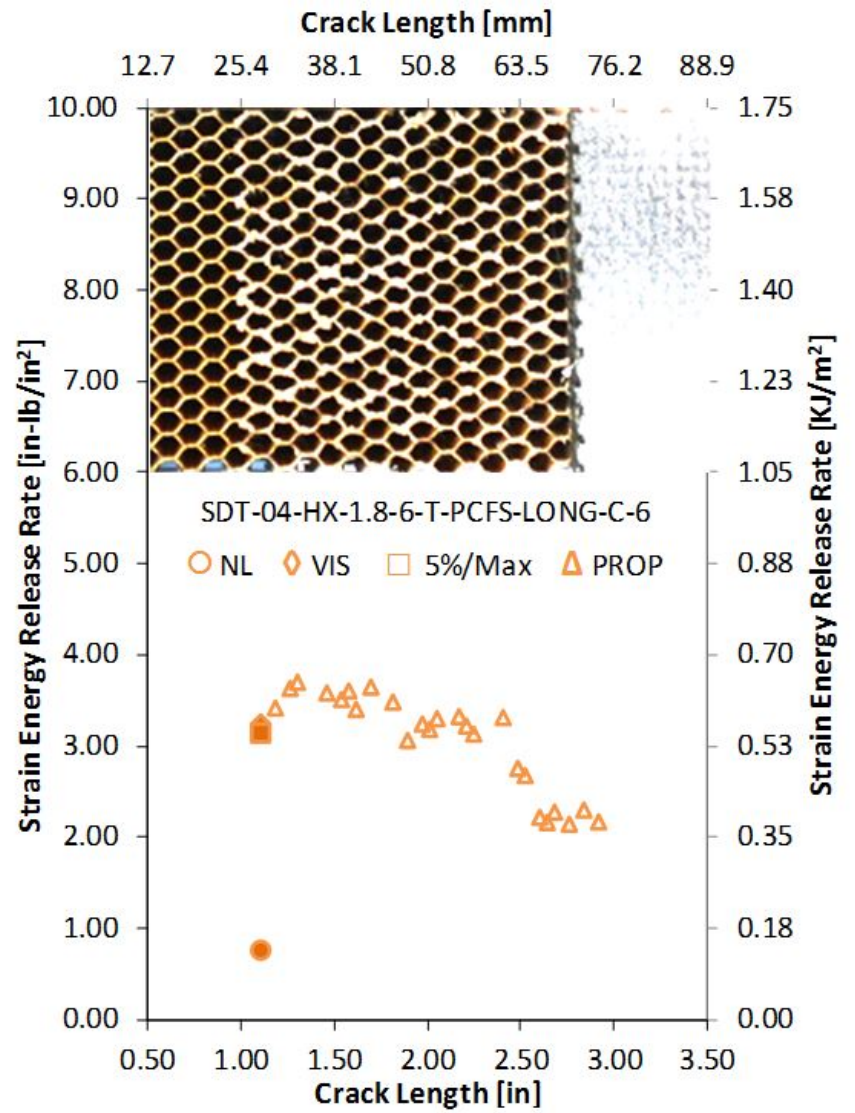 Crack Length [mm]
12.7 25.4 38.1 50.8 63.5 76.2 88.9
10.00 1.75
9.00 1.58
8.00 1.40
7.00 1.23
6.00 1.05
SDT-04-HX-1.8-6-T-PCFS-LONG-C-6
NL VIS 5%/Max PROP
5.00 0.88
4.00 0.70
3.00 0.53
2.00 0.35
1.00 0.18
0.00 0.00
0.50 1.00 1.50 2.00 2.50 3.00 3.50
Crack Length [in]
Strain Energy Release Rate [in-lb/in²]
Strain Energy Release Rate [KJ/m²]